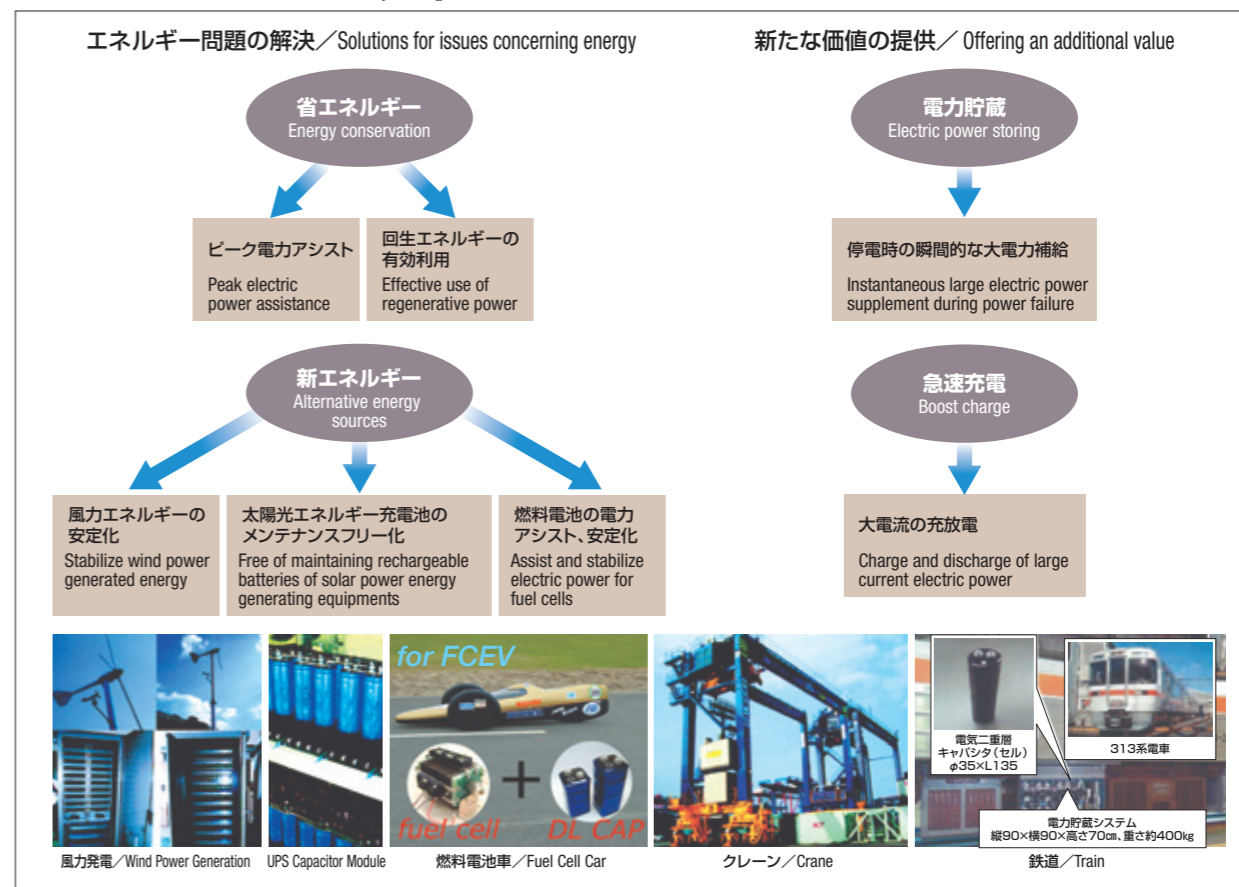 エネルギー問題の解決／Solutions for issues concerning energy
新たな価値の提供／Offering an additional value
省エネルギー
Energy conservation
電力貯蔵
Electric power storing
ピーク電力アシスト
Peak electric
power assistance
回生エネルギーの
有効利用
Effective use of
regenerative power
停電時の瞬間的な大電力補給
Instantaneous large electric power
supplement during power failure
新エネルギー
Alternative energy
sources
急速充電
Boost charge
風力エネルギーの
安定化
Stabilize wind power
generated energy
太陽光エネルギー充電池の
メンテナンスフリー化
Free of maintaining rechargeable
batteries of solar power energy
generating equipments
燃料電池の電力
アシスト、安定化
Assist and stabilize
electric power for
fuel cells
大電流の充放電
Charge and discharge of large
current electric power
for FCEV
fuel cell
+
DL CAP
電気二重層
キャパシタ（セル）
φ35×L135
313系電車
電力貯蔵システム
縦90×横90×高さ70㎝、重さ約400kg
風力発電／Wind Power Generation
UPS Capacitor Module
燃料電池車／Fuel Cell Car
クレーン／Crane
鉄道／Train